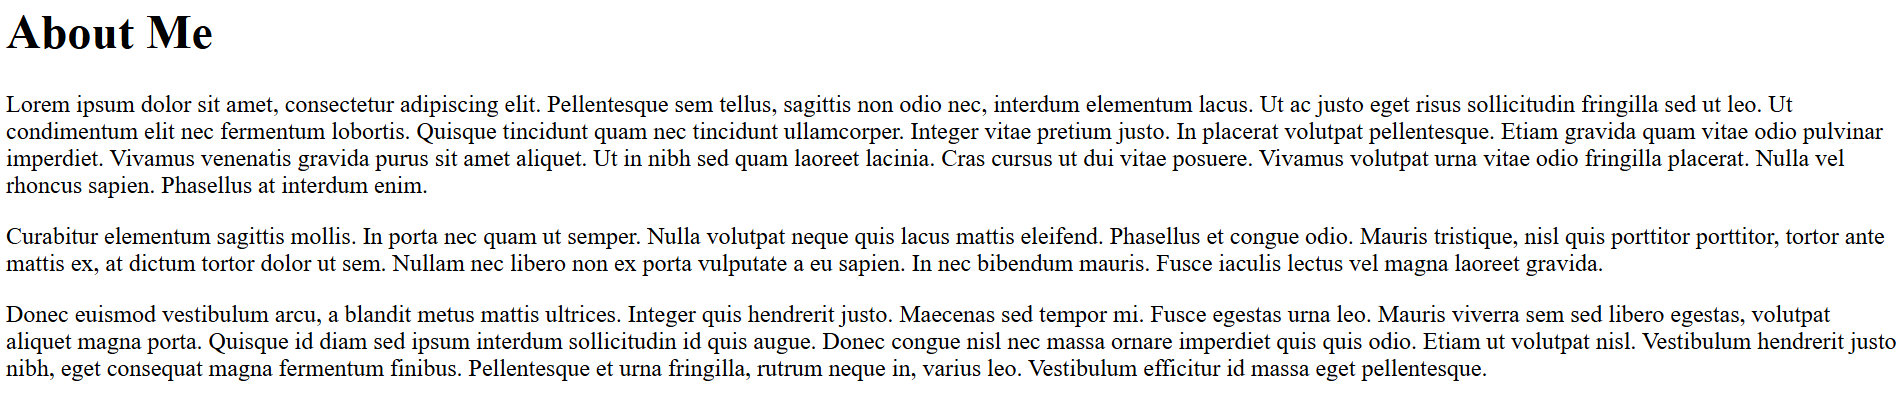 About Me
Lorem ipsum dolor sit amet, consectetur adipiscing elit. Pellentesque sem tellus, sagittis non odio nec, interdum elementum lacus. Ut ac justo eget risus sollicitudin fringilla sed ut leo. Ut
condimentum elit nec fermentum lobortis. Quisque tincidunt quam nec tincidunt ullamcorper. Integer vitae pretium justo. In placerat volutpat pellentesque. Etiam gravida quam vitae odio pulvinar
imperdiet. Vivamus venenatis gravida purus sit amet aliquet. Ut in nibh sed quam laoreet lacinia. Cras cursus ut dui vitae posuere. Vivamus volutpat urna vitae odio fringilla placerat. Nulla vel
rhoncus sapien. Phasellus at interdum enim.
Curabitur elementum sagittis mollis. In porta nec quam ut semper. Nulla volutpat neque quis lacus mattis eleifend. Phasellus et congue odio. Mauris tristique, nisl quis porttitor porttitor, tortor ante
mattis ex, at dictum tortor dolor ut sem. Nullam nec libero non ex porta vulputate a eu sapien. In nec bibendum mauris. Fusce iaculis lectus vel magna laoreet gravida.
Donec euismod vestibulum arcu, a blandit metus mattis ultrices. Integer quis hendrerit justo. Maecenas sed tempor mi. Fusce egestas urna leo. Mauris viverra sem sed libero egestas, volutpat
aliquet magna porta. Quisque id diam sed ipsum interdum sollicitudin id quis augue. Donec congue nisl nec massa ornare imperdiet quis quis odio. Etiam ut volutpat nisl. Vestibulum hendrerit justo
nibh, eget consequat magna fermentum finibus. Pellentesque et urna fringilla, rutrum neque in, varius leo. Vestibulum efficitur id massa eget pellentesque.